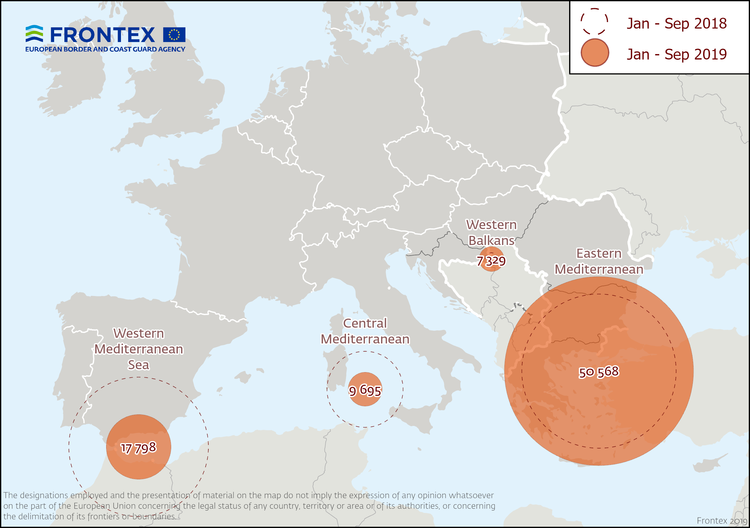 FRONTEX
EUROPEAN BORDER AND COAST GUARD AGENCY
Jan - Sep 2018
Jan - Sep 2019
Western
Balkans
7 329
Eastern
Mediterranean
50 568
Central
Mediterranean
9 695
Western
Mediterranean
Sea
17 798
The designations employed and the presentation of material on the map do not imply the expression of any opinion whatsoever
on the part of the European Union concerning the legal status of any country, territory or area or of its authorities, or concerning
the delimitation of its frontiers or boundaries.
Frontex 2019